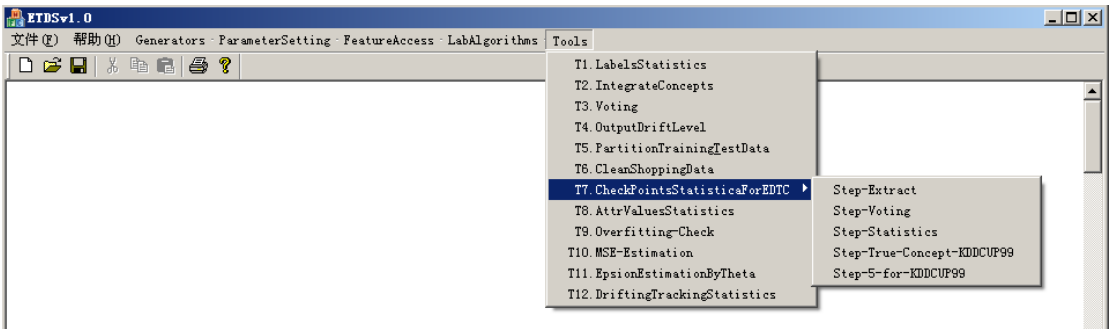 ETDSv1.0
文件(F) 帮助(H) Generators ParameterSetting FeatureAccess LabAlgorithms Tools
T1.LabelsStatistics
T2.IntegrateConcepts
T3.Voting
T4.OutputDriftLevel
T5.PartitionTrainingTestData
T6.CleanShoppingData
T7.CheckPointsStatisticaForEDTC
Step-Extract
T8.AttrValuesStatistics
Step-Voting
T9.Overfitting-Check
Step-Statistics
T10.MSE-Estimation
Step-True-Concept-KDDCUP99
T11.EpsionEstimationByTheta
Step-5-for-KDDCUP99
T12.DriftingTrackingStatistics